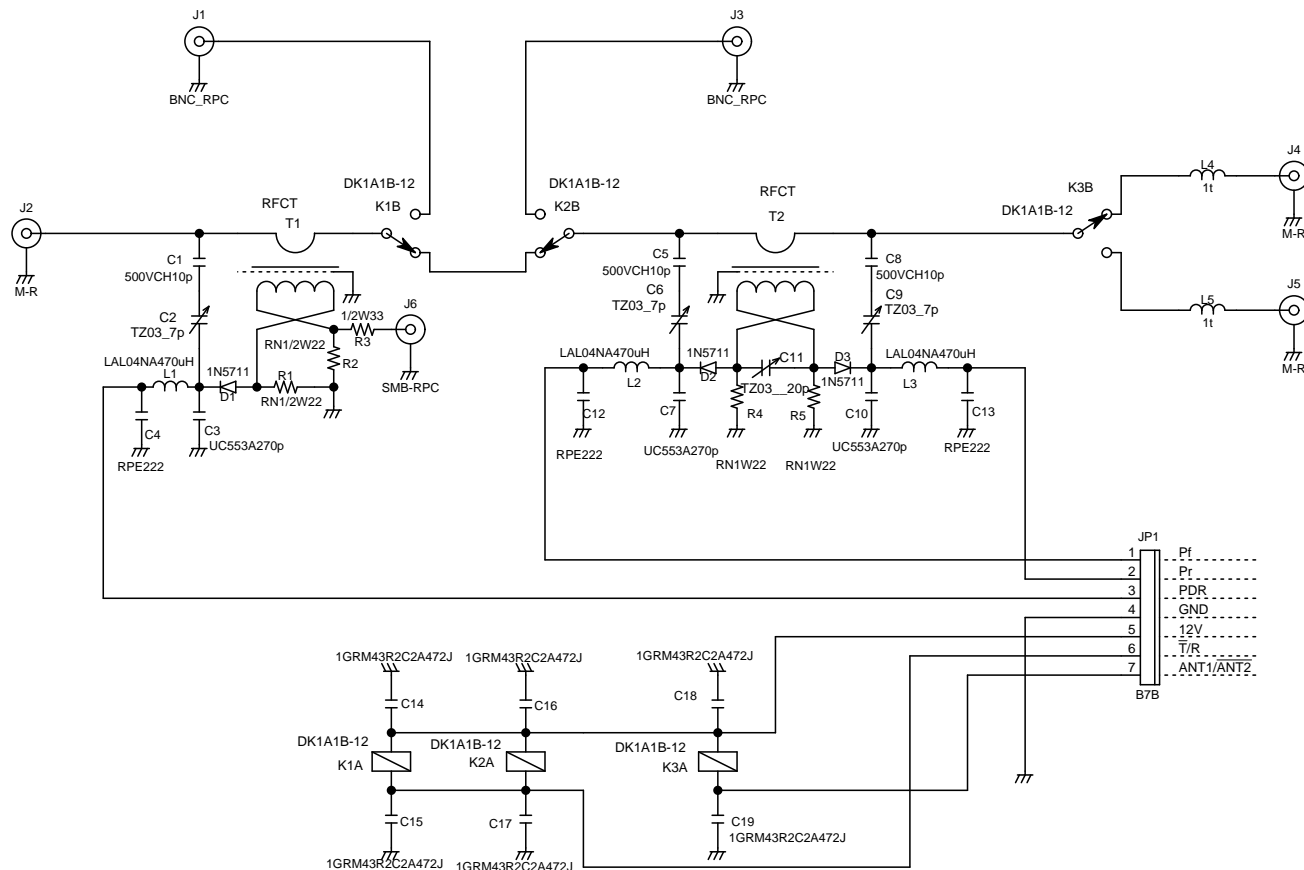 J1
BNC_RPC
J3
BNC_RPC
J2
M-R
C1
500VCH10p
C2
TZ03_7p
RFCT
T1
DK1A1B-12
K1B
DK1A1B-12
K2B
1/2W33
R3
J6
SMB-RPC
RN1/2W22
R2
LAL04NA470uH
L1
1N5711
D1
R1
RN1/2W22
C4
RPE222
C3
UC553A270p
C5
500VCH10p
C6
TZ03_7p
RFCT
T2
C8
500VCH10p
C9
TZ03_7p
LAL04NA470uH
L2
1N5711
D2
C11
TZ03__20p
D3
1N5711
LAL04NA470uH
L3
C12
RPE222
C7
UC553A270p
R4
RN1W22
R5
RN1W22
C10
UC553A270p
C13
RPE222
K3B
DK1A1B-12
L4
1t
J4
M-R
L5
1t
J5
M-R
JP1
1 Pf
2 Pr
3 PDR
4 GND
5 12V
6 T̅/R
7 ANT1/A̅N̅T̅2̅
B7B
1GRM43R2C2A472J
1GRM43R2C2A472J
1GRM43R2C2A472J
C14
C16
C18
DK1A1B-12
K1A
DK1A1B-12
K2A
DK1A1B-12
K3A
C15
C17
C19
1GRM43R2C2A472J
1GRM43R2C2A472J
1GRM43R2C2A472J